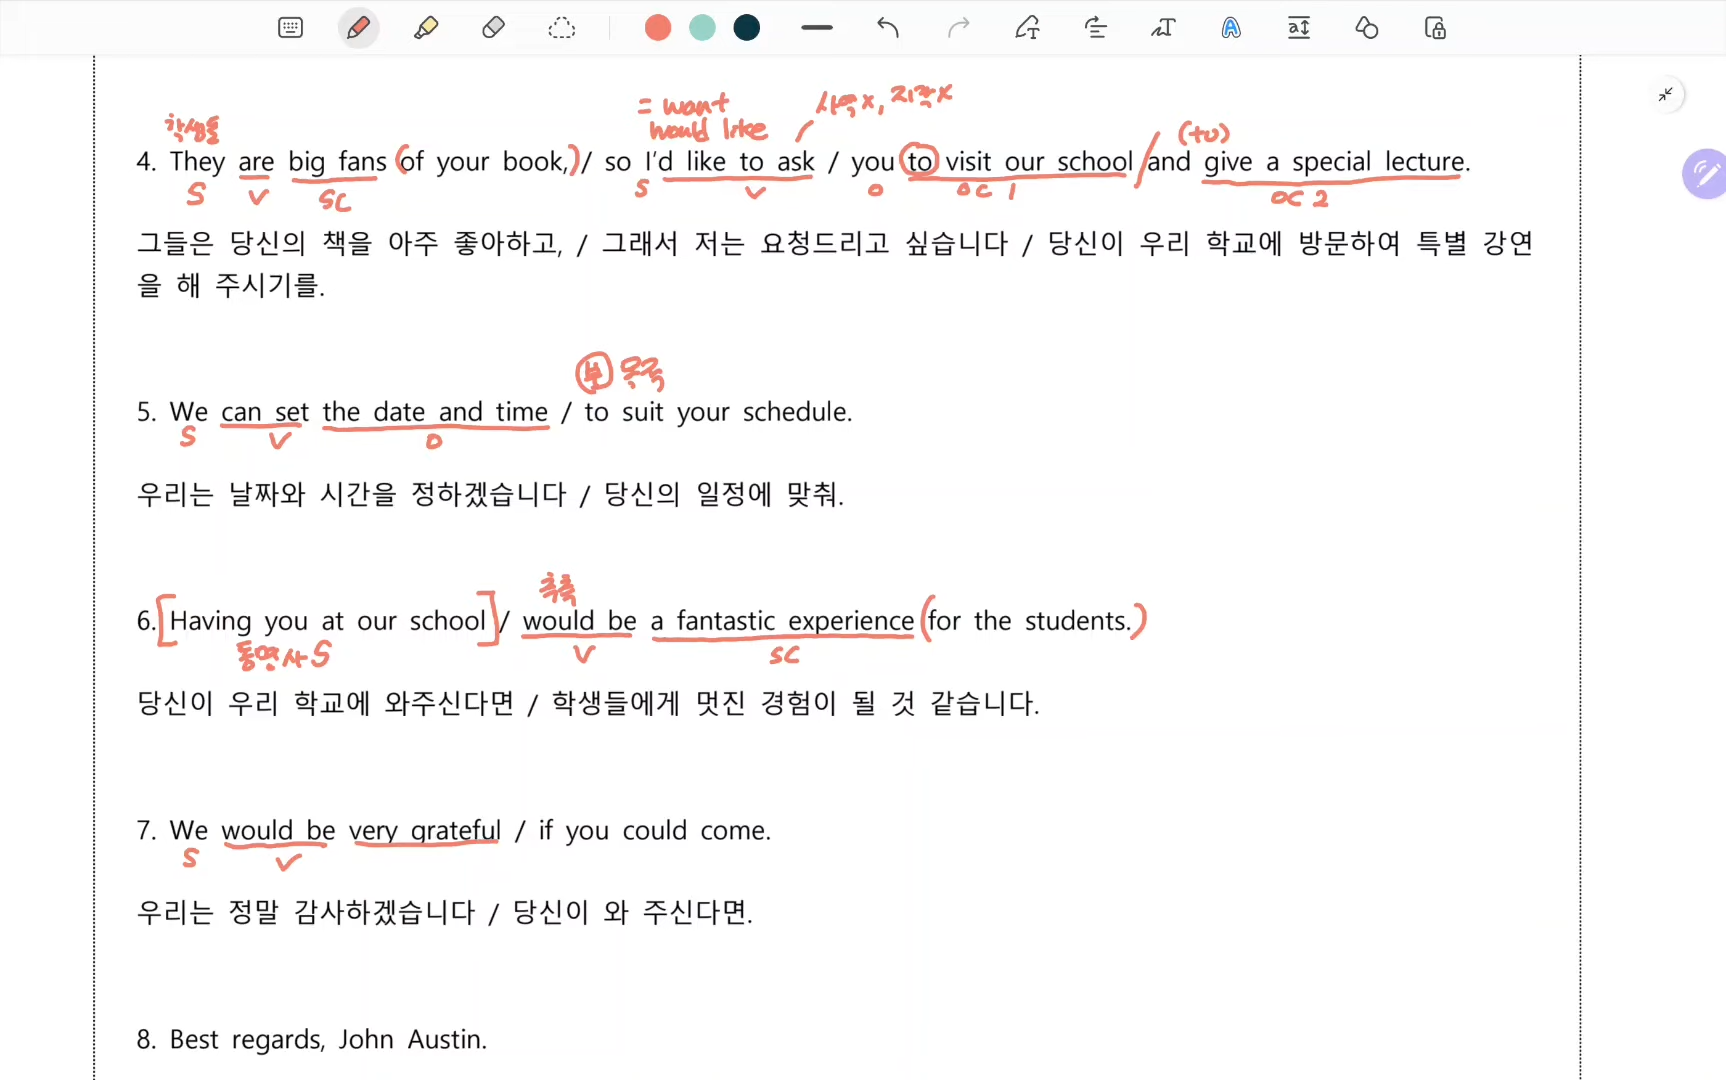 = want
사역x, 지각x
학생들
would like
(to)
4. They are big fans (of your book,) / so I'd like to ask / you to visit our school / and give a special lecture.
S V SC S V O OC 1 OC 2
그들은 당신의 책을 아주 좋아하고, / 그래서 저는 요청드리고 싶습니다 / 당신이 우리 학교에 방문하여 특별 강연
을 해 주시기를.
부 목적
5. We can set the date and time / to suit your schedule.
S V O
우리는 날짜와 시간을 정하겠습니다 / 당신의 일정에 맞춰.
추측
6. [Having you at our school] / would be a fantastic experience (for the students.)
동명사 S V SC
당신이 우리 학교에 와주신다면 / 학생들에게 멋진 경험이 될 것 같습니다.
7. We would be very grateful / if you could come.
S V
우리는 정말 감사하겠습니다 / 당신이 와 주신다면.
8. Best regards, John Austin.